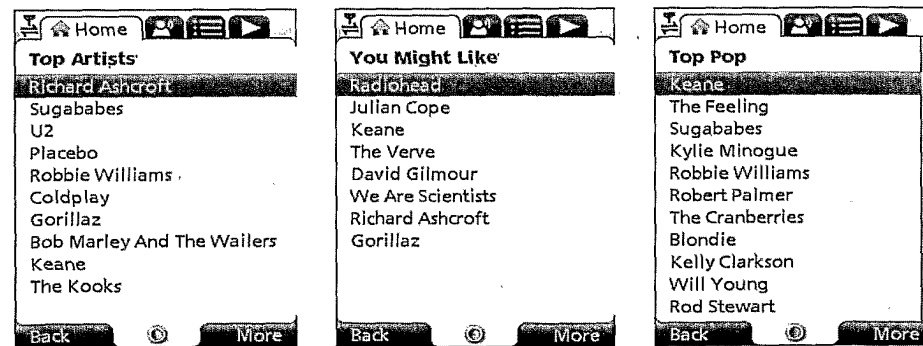 Home
Top Artists
Richard Ashcroft
Sugababes
U2
Placebo
Robbie Williams
Coldplay
Gorillaz
Bob Marley And The Wailers
Keane
The Kooks
Back
More
Home
You Might Like
Radiohead
Julian Cope
Keane
The Verve
David Gilmour
We Are Scientists
Richard Ashcroft
Gorillaz
Back
More
Home
Top Pop
Keane
The Feeling
Sugababes
Kylie Minogue
Robbie Williams
Robert Palmer
The Cranberries
Blondie
Kelly Clarkson
Will Young
Rod Stewart
Back
More